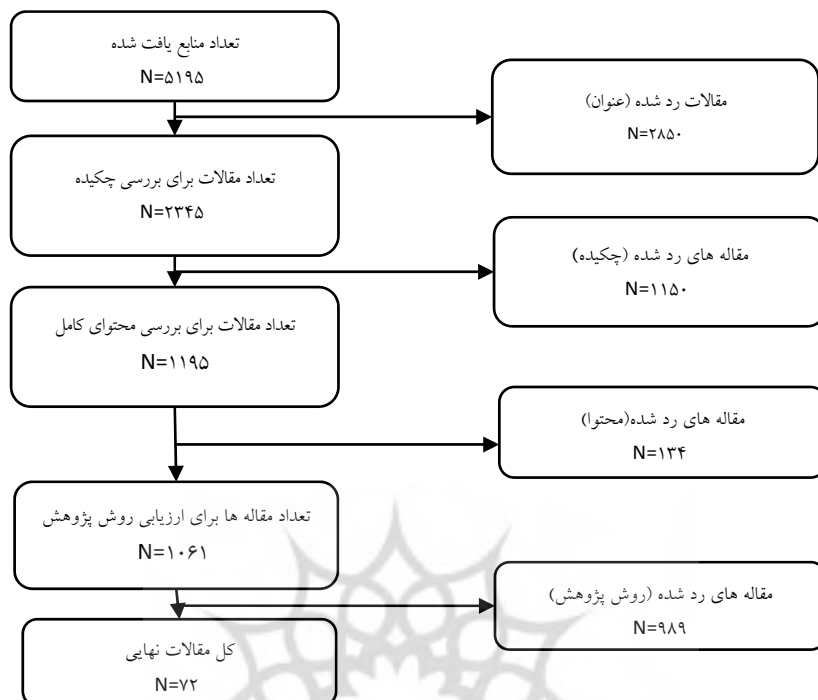 تعداد منابع یافت شده
N=۵۱۹۵
مقالات رد شده (عنوان)
N=۲۸۵۰
تعداد مقالات برای بررسی چکیده
N=۲۳۴۵
مقاله های رد شده (چکیده)
N=۱۱۵۰
تعداد مقالات برای بررسی محتوای کامل
N=۱۱۹۵
مقاله های رد شده(محتوا)
N=۱۳۴
تعداد مقاله ها برای ارزیابی روش پژوهش
N=۱۰۶۱
مقاله های رد شده (روش پژوهش)
N=۹۸۹
کل مقالات نهایی
N=۷۲